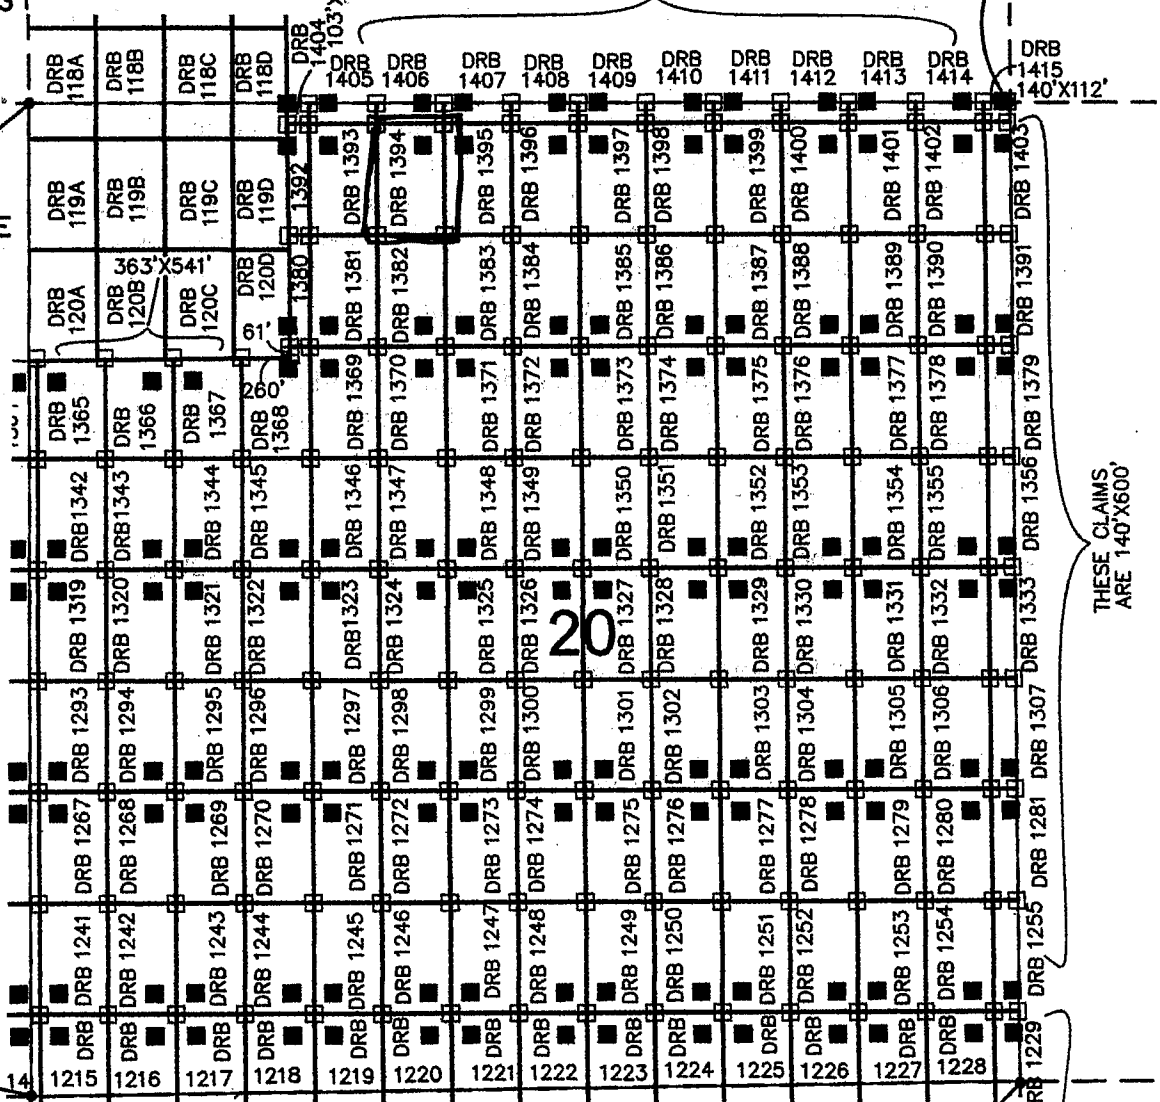 DRB 118A
DRB 118B
DRB 118C
DRB 118D
DRB 1404
103'X
DRB 1405
DRB 1406
DRB 1407
DRB 1408
DRB 1409
DRB 1410
DRB 1411
DRB 1412
DRB 1413
DRB 1414
DRB 1415
140'X112'
DRB 119A
DRB 119B
DRB 119C
DRB 119D
1392
DRB 1393
DRB 1394
DRB 1395
DRB 1396
DRB 1397
DRB 1398
DRB 1399
DRB 1400
DRB 1401
DRB 1402
DRB 1403
DRB 120A
DRB 120B
DRB 120C
DRB 120D
363'X541'
1380
DRB 1381
DRB 1382
DRB 1383
DRB 1384
DRB 1385
DRB 1386
DRB 1387
DRB 1388
DRB 1389
DRB 1390
DRB 1391
61'
260'
DRB 1365
DRB 1366
DRB 1367
DRB 1368
DRB 1369
DRB 1370
DRB 1371
DRB 1372
DRB 1373
DRB 1374
DRB 1375
DRB 1376
DRB 1377
DRB 1378
DRB 1379
DRB1342
DRB1343
DRB 1344
DRB 1345
DRB 1346
DRB 1347
DRB 1348
DRB 1349
DRB 1350
DRB 1351
DRB 1352
DRB 1353
DRB 1354
DRB 1355
DRB 1356
THESE CLAIMS
ARE 140'X600'
DRB 1319
DRB 1320
DRB 1321
DRB 1322
DRB1323
DRB 1324
DRB 1325
DRB 1326
20
DRB 1327
DRB 1328
DRB 1329
DRB 1330
DRB 1331
DRB 1332
DRB 1333
DRB 1293
DRB 1294
DRB 1295
DRB 1296
DRB 1297
DRB 1298
DRB 1299
DRB 1300
DRB 1301
DRB 1302
DRB 1303
DRB 1304
DRB 1305
DRB 1306
DRB 1307
DRB 1267
DRB 1268
DRB 1269
DRB 1270
DRB 1271
DRB 1272
DRB 1273
DRB 1274
DRB 1275
DRB 1276
DRB 1277
DRB 1278
DRB 1279
DRB 1280
DRB 1281
DRB 1241
DRB 1242
DRB 1243
DRB 1244
DRB 1245
DRB 1246
DRB 1247
DRB 1248
DRB 1249
DRB 1250
DRB 1251
DRB 1252
DRB 1253
DRB 1254
DRB 1255
14
DRB 1215
DRB 1216
DRB 1217
DRB 1218
DRB 1219
DRB 1220
DRB 1221
DRB 1222
DRB 1223
DRB 1224
DRB 1225
DRB 1226
DRB 1227
DRB 1228
RB 1229